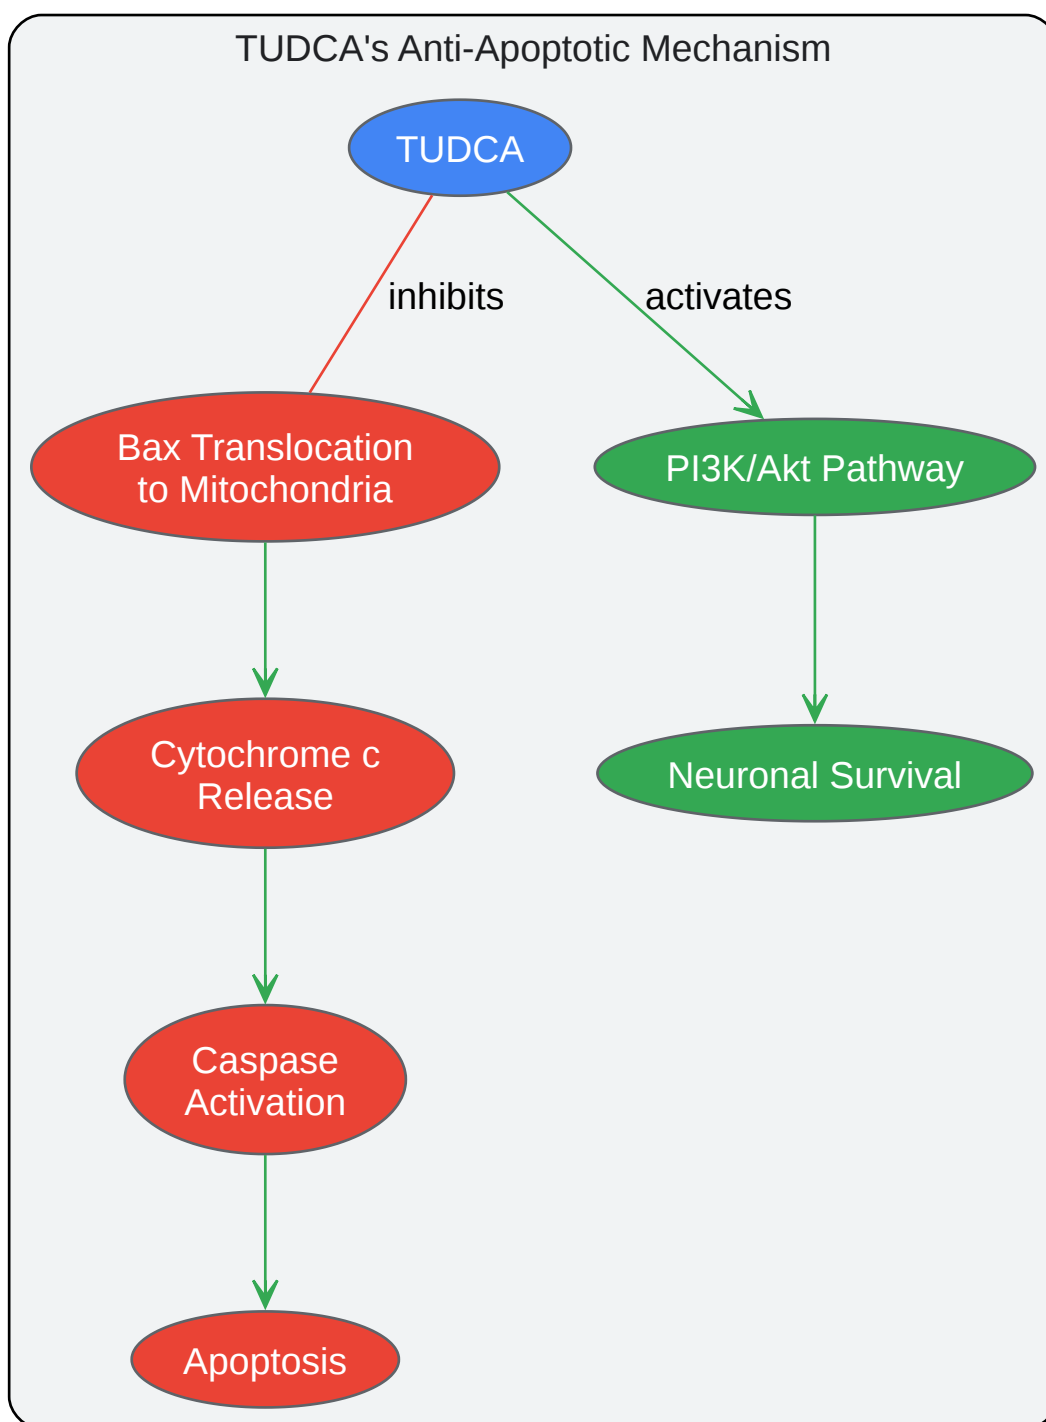 TUDCA's Anti-Apoptotic Mechanism
TUDCA
inhibits
activates
Bax Translocation
to Mitochondria
PI3K/Akt Pathway
Cytochrome c
Release
Neuronal Survival
Caspase
Activation
Apoptosis